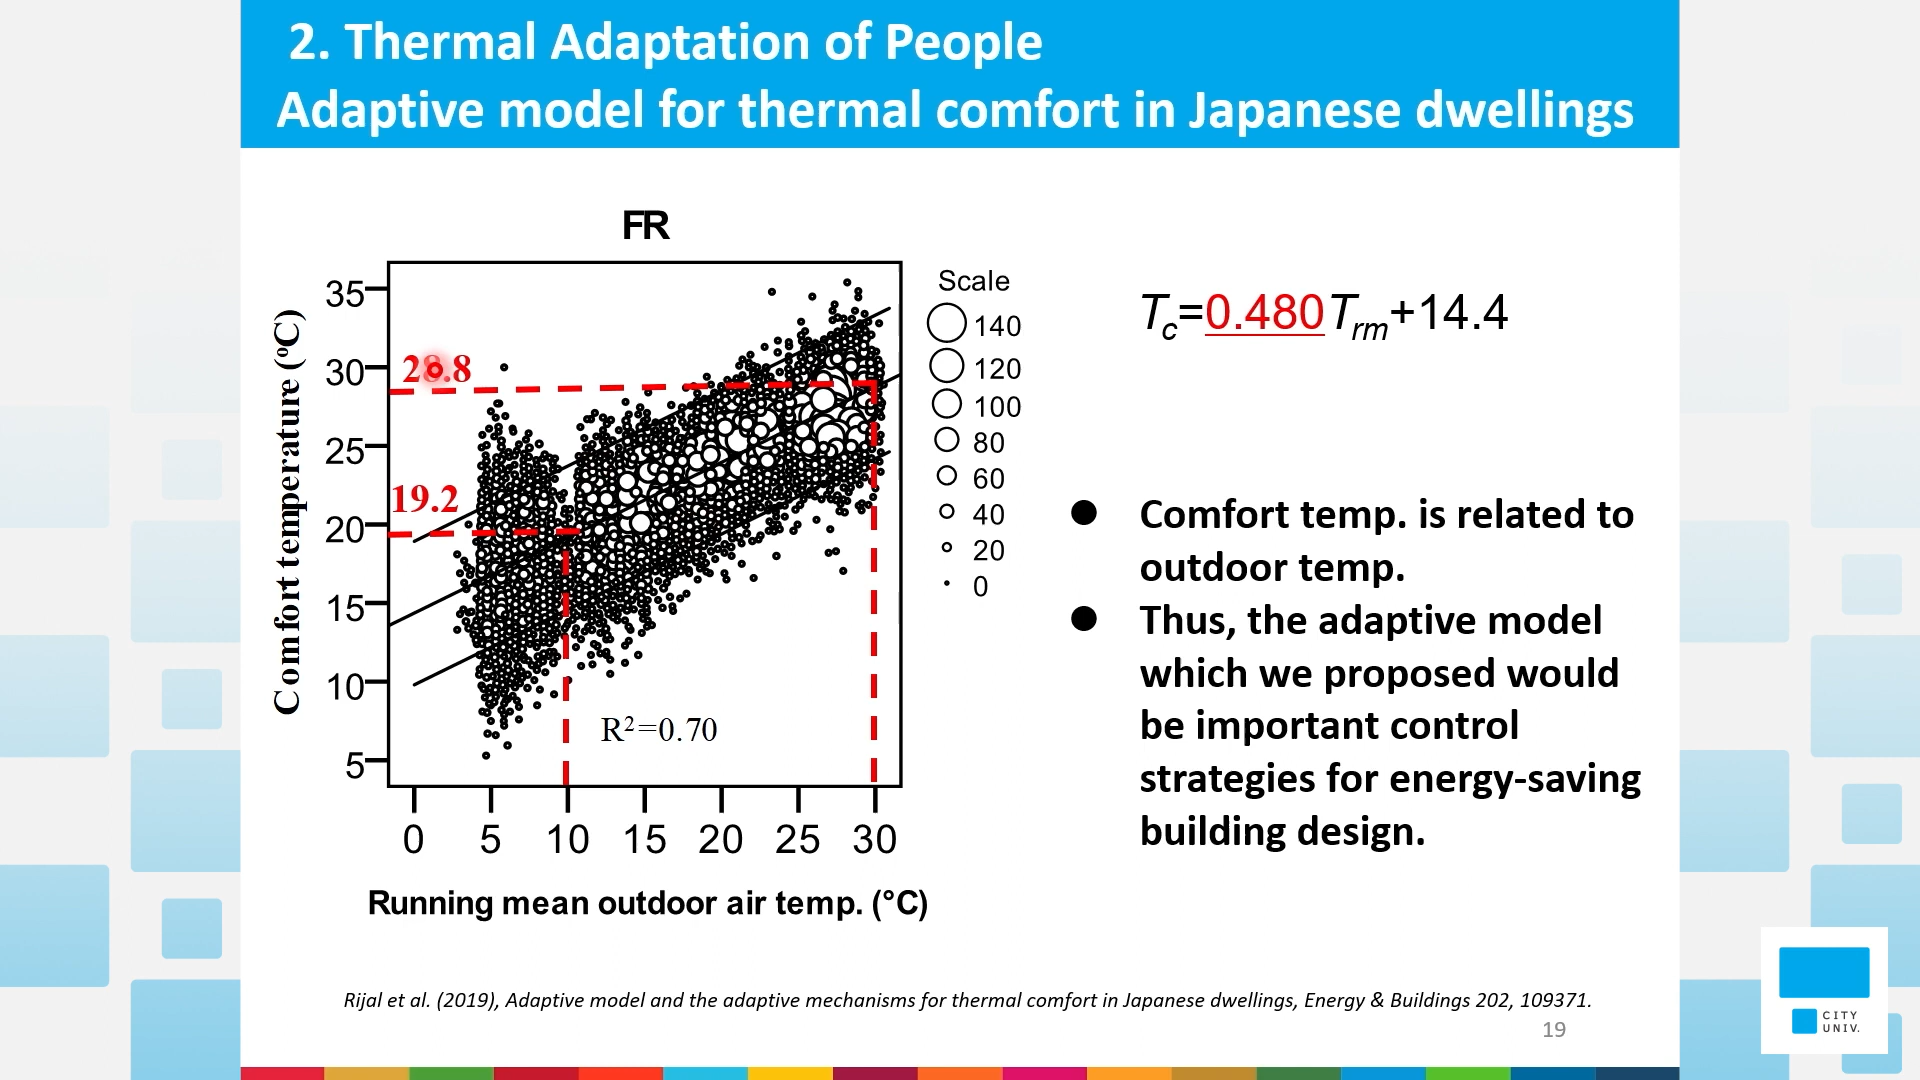 2. Thermal Adaptation of People
Adaptive model for thermal comfort in Japanese dwellings
FR
Comfort temperature (ºC)
35
30
25
20
15
10
5
28.8
19.2
R²=0.70
0 5 10 15 20 25 30
Running mean outdoor air temp. (°C)
Scale
140
120
100
80
60
40
20
0
Tc=0.480Trm+14.4
● Comfort temp. is related to
outdoor temp.
● Thus, the adaptive model
which we proposed would
be important control
strategies for energy-saving
building design.
Rijal et al. (2019), Adaptive model and the adaptive mechanisms for thermal comfort in Japanese dwellings, Energy & Buildings 202, 109371.
19
CITY
UNIV.